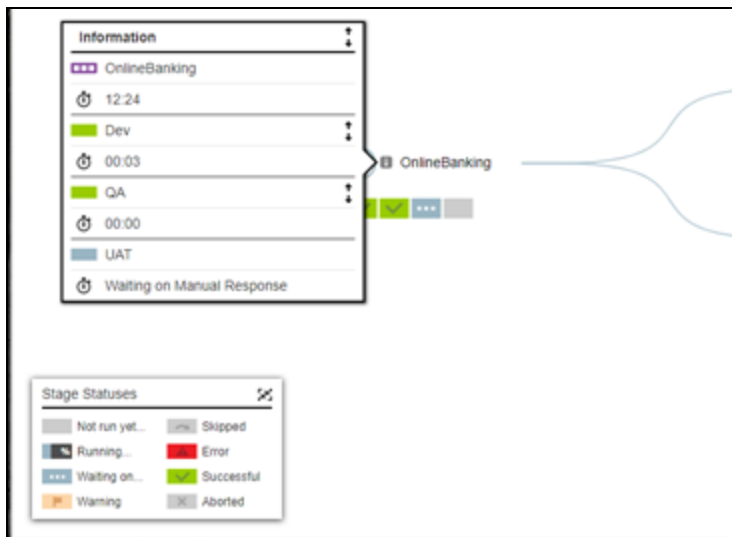 Information
OnlineBanking
12:24
Dev
00:03
OnlineBanking
QA
00:00
UAT
Waiting on Manual Response
Stage Statuses
Not run yet... Skipped
Running... Error
Waiting on... Successful
Warning Aborted